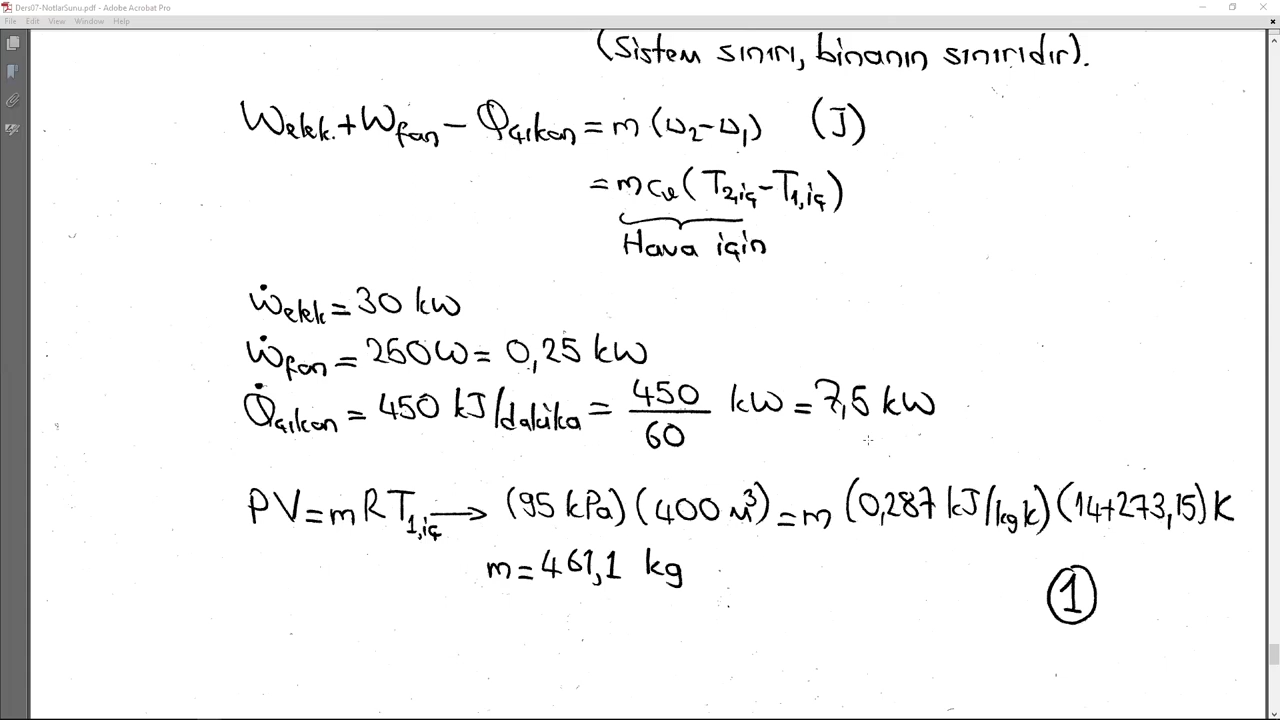 Ders07-NotlarSunu.pdf - Adobe Acrobat Pro
File Edit View Window Help
(Sistem sınırı, binanın sınırıdır).
Welek. + Wfan - Qçıkan = m (u₂-u₁) (J)
= m cv (T₂,iç - T₁,iç)
Hava için
Ẇelek = 30 kW
Ẇfan = 250W = 0,25 kW
Q̇çıkan = 450 kJ/dakika = 450/60 kW = 7,5 kW
PV = mRT₁,iç → (95 kPa) (400 m³) = m (0,287 kJ/kgK) (14+273,15) K
m = 461,1 kg
1